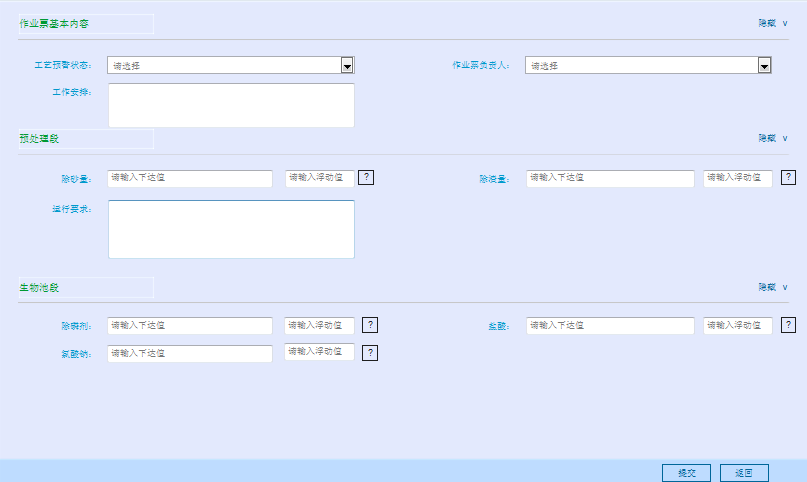 作业票基本内容 隐藏 ∨
工艺预警状态： 请选择 作业票负责人： 请选择
工作安排：
预处理段 隐藏 ∨
除砂量： 请输入下达值 请输入浮动值 ? 除渣量： 请输入下达值 请输入浮动值 ?
运行要求：
生物池段 隐藏 ∨
除磷剂： 请输入下达值 请输入浮动值 ? 盐酸： 请输入下达值 请输入浮动值 ?
氯酸钠： 请输入下达值 请输入浮动值 ?
提交 返回